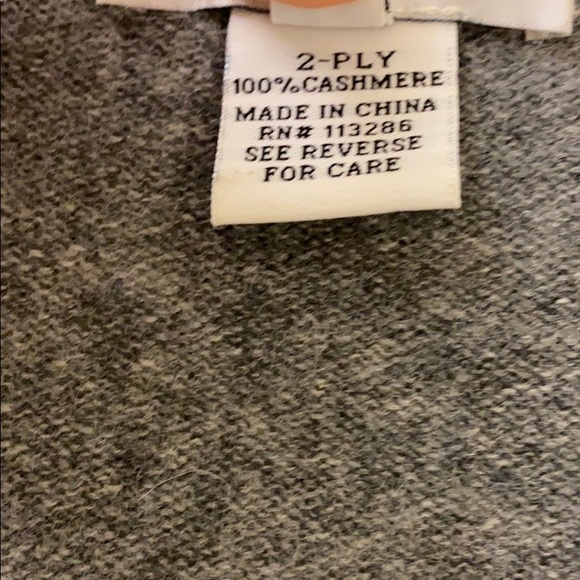 2-PLY
100%CASHMERE
MADE IN CHINA
RN# 113286
SEE REVERSE
FOR CARE